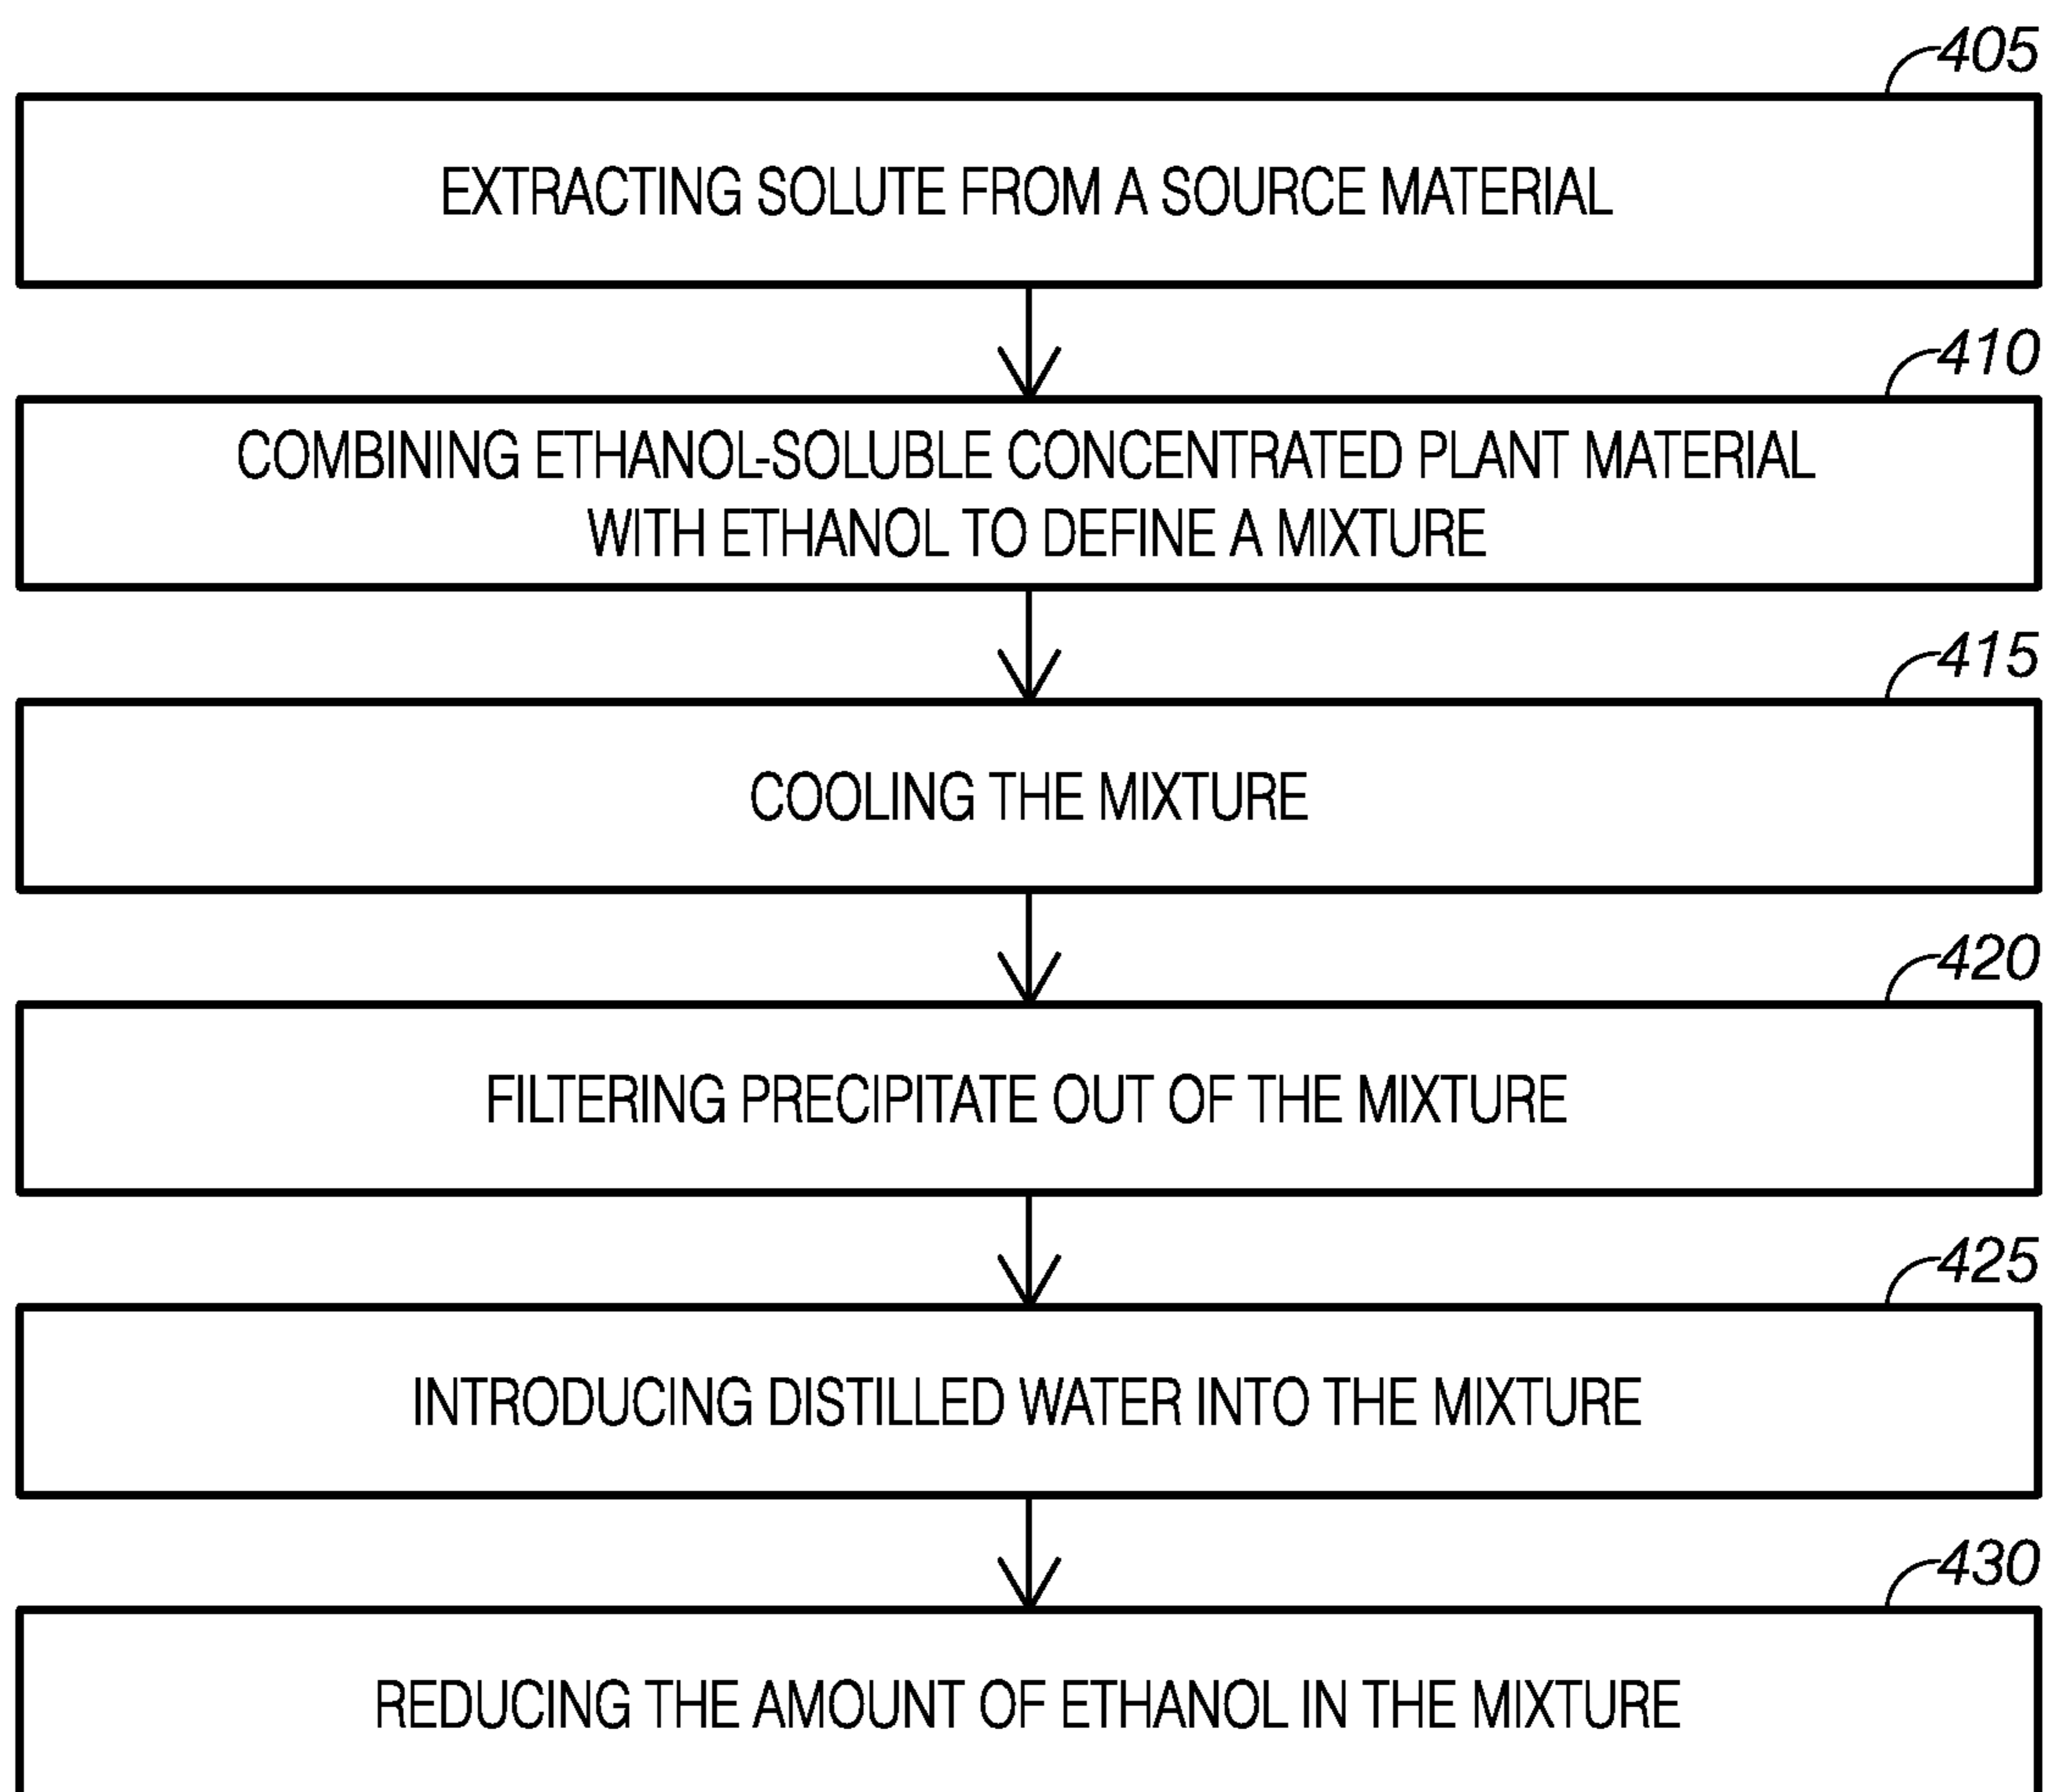 405
EXTRACTING SOLUTE FROM A SOURCE MATERIAL
410
COMBINING ETHANOL-SOLUBLE CONCENTRATED PLANT MATERIAL
WITH ETHANOL TO DEFINE A MIXTURE
415
COOLING THE MIXTURE
420
FILTERING PRECIPITATE OUT OF THE MIXTURE
425
INTRODUCING DISTILLED WATER INTO THE MIXTURE
430
REDUCING THE AMOUNT OF ETHANOL IN THE MIXTURE